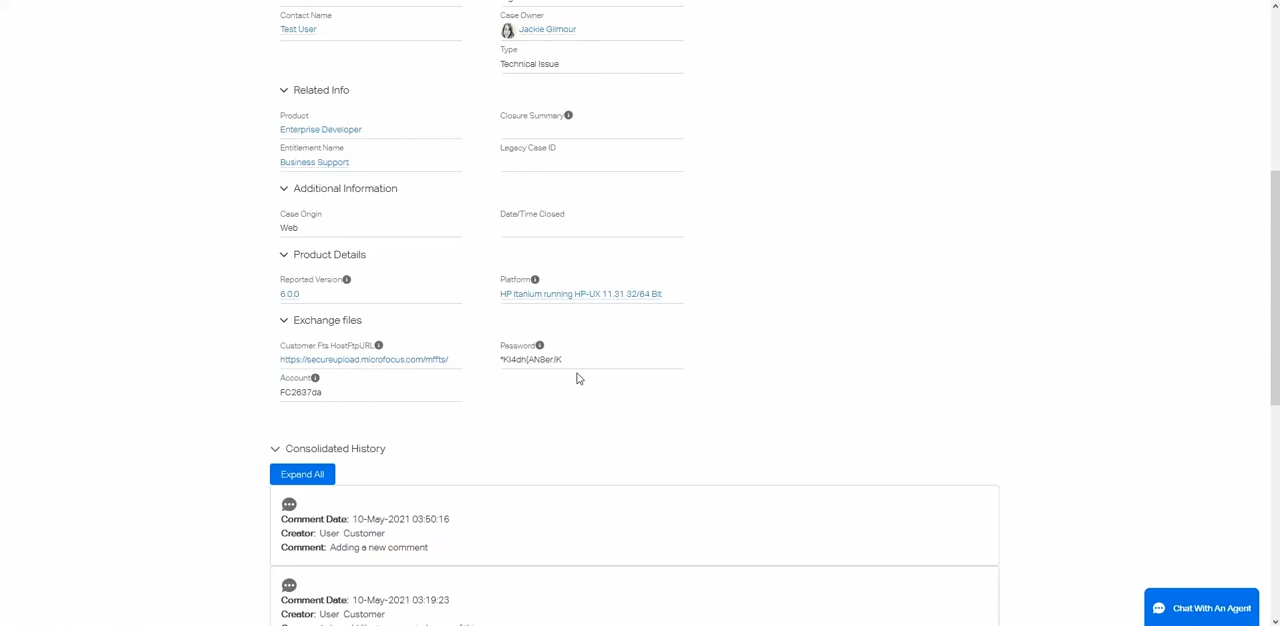 Contact Name
Case Owner
Test User
Jackie Gilmour
Type
Technical Issue
Related Info
Product
Closure Summary
Enterprise Developer
Entitlement Name
Legacy Case ID
Business Support
Additional Information
Case Origin
Date/Time Closed
Web
Product Details
Reported Version
Platform
6.0.0
HP Itanium running HP-UX 11.31 32/64 Bit
Exchange files
Customer Fts HostFtpURL
Password
https://secureupload.microfocus.com/mffts/
Account
FC2637da
Consolidated History
Expand All
Comment Date: 10-May-2021 03:50:16
Creator: User Customer
Comment: Adding a new comment
Comment Date: 10-May-2021 03:19:23
Creator: User Customer
Chat With An Agent